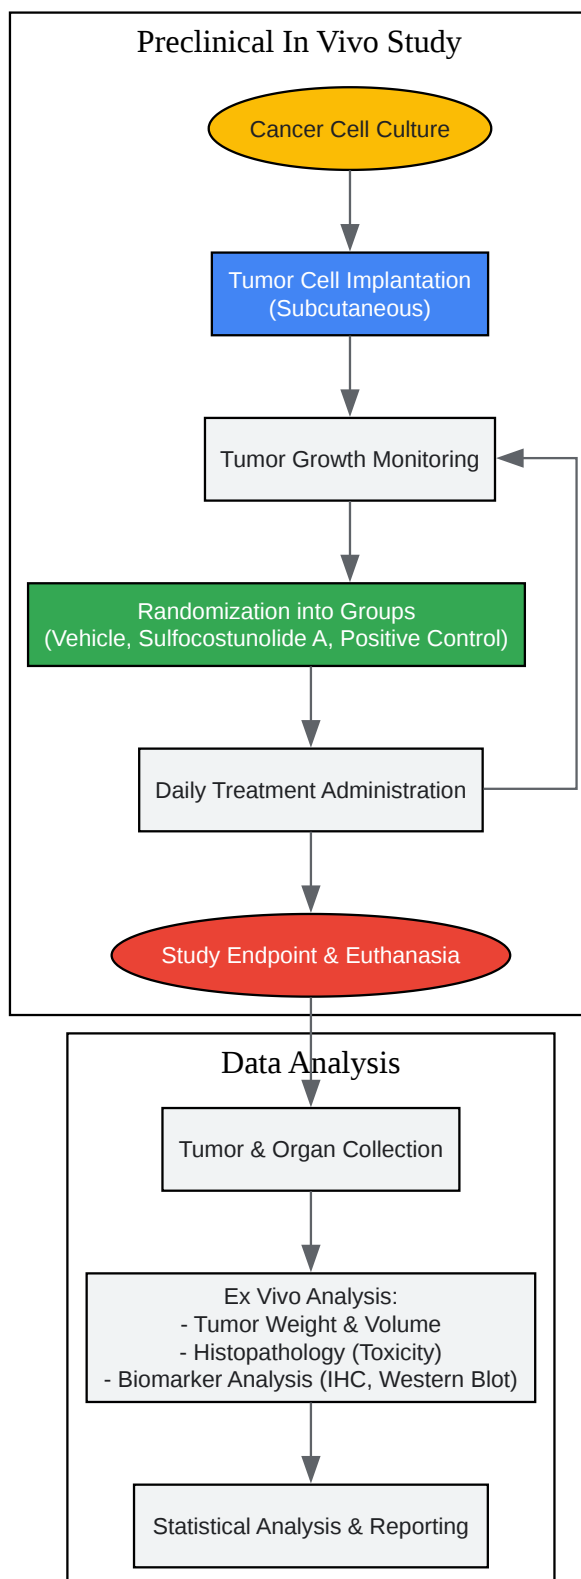 Preclinical In Vivo Study
Cancer Cell Culture
Tumor Cell Implantation
(Subcutaneous)
Tumor Growth Monitoring
Randomization into Groups
(Vehicle, Sulfocostunolide A, Positive Control)
Daily Treatment Administration
Study Endpoint & Euthanasia
Data Analysis
Tumor & Organ Collection
Ex Vivo Analysis:
- Tumor Weight & Volume
- Histopathology (Toxicity)
- Biomarker Analysis (IHC, Western Blot)
Statistical Analysis & Reporting